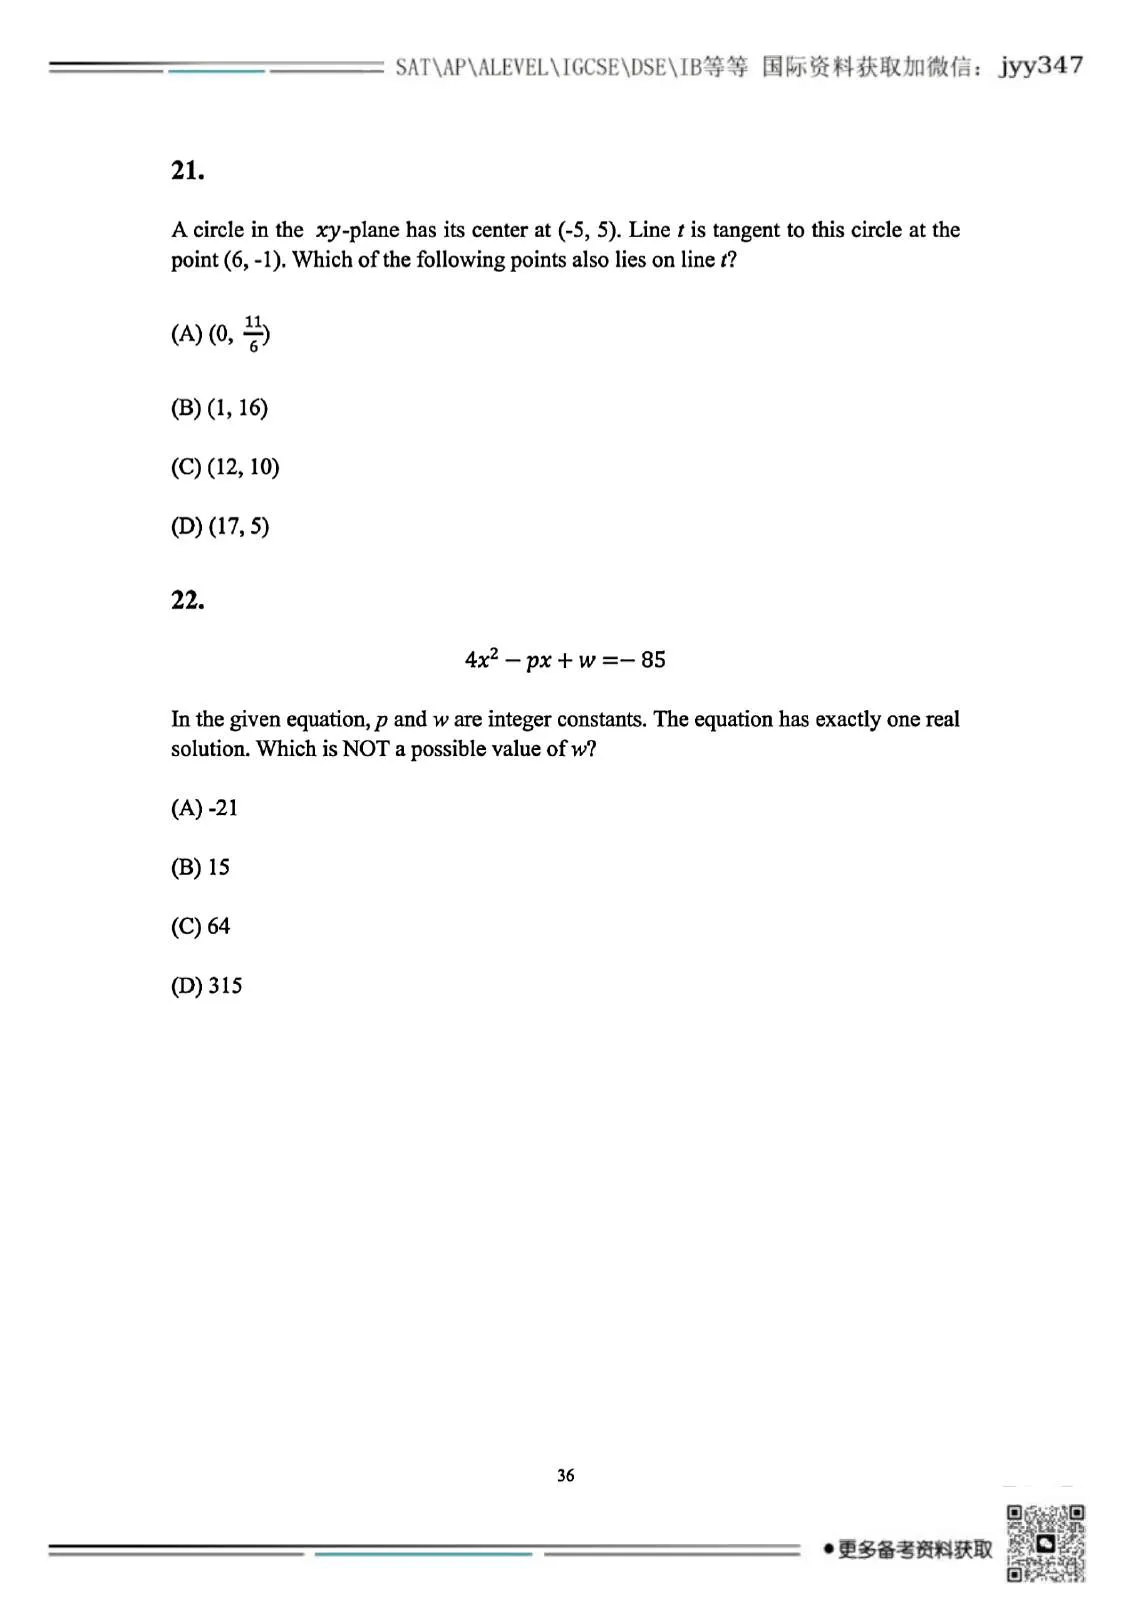 SAT\AP\ALEVEL\IGCSE\DSE\IB等等 国际资料获取加微信：jyy347
21.
A circle in the xy-plane has its center at (-5, 5). Line t is tangent to this circle at the
point (6, -1). Which of the following points also lies on line t?
(A) (0, 11/6)
(B) (1, 16)
(C) (12, 10)
(D) (17, 5)
22.
4x² − px + w =− 85
In the given equation, p and w are integer constants. The equation has exactly one real
solution. Which is NOT a possible value of w?
(A) -21
(B) 15
(C) 64
(D) 315
36
●更多备考资料获取